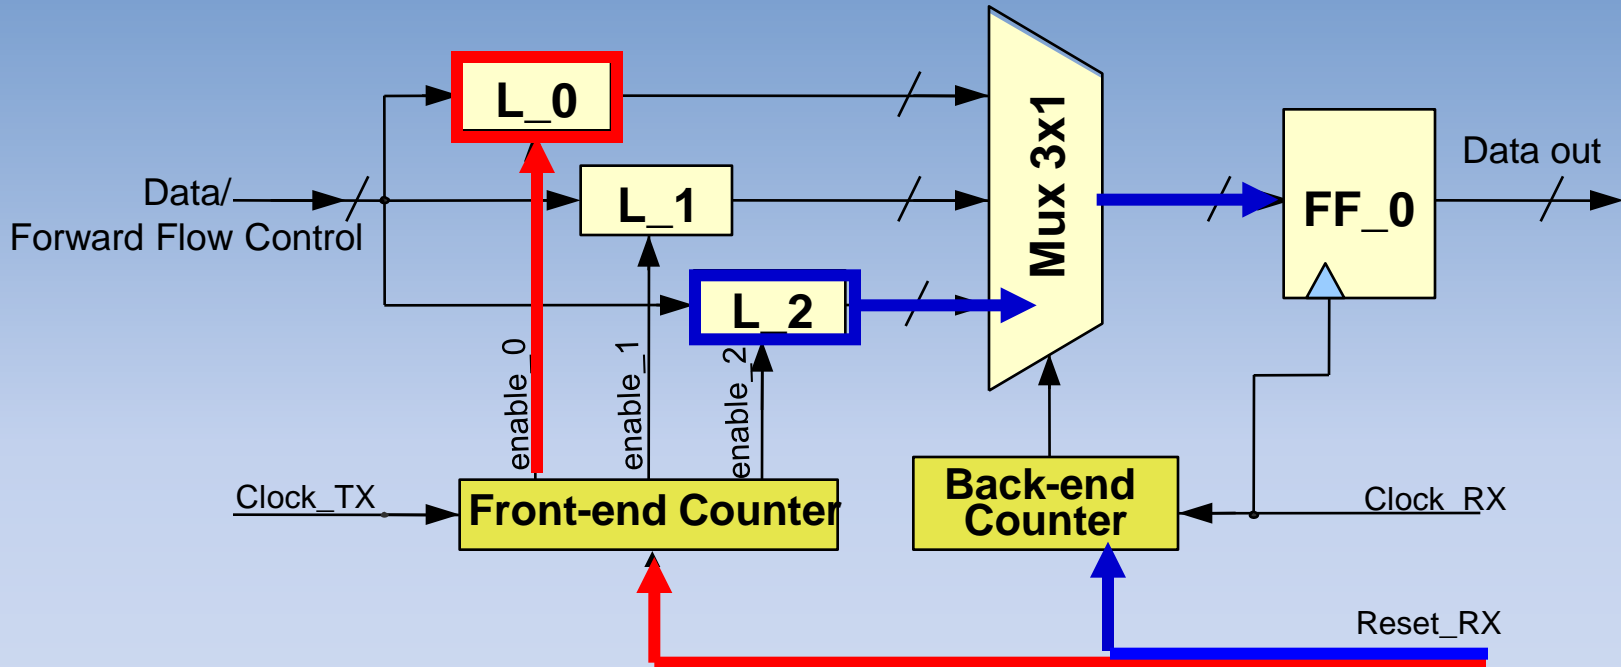 L_0
Mux 3x1
Data/
Forward Flow Control
L_1
FF_0
Data out
L_2
enable_0
enable_1
enable_2
Clock_TX
Front-end Counter
Back-end
Counter
Clock_RX
Reset_RX